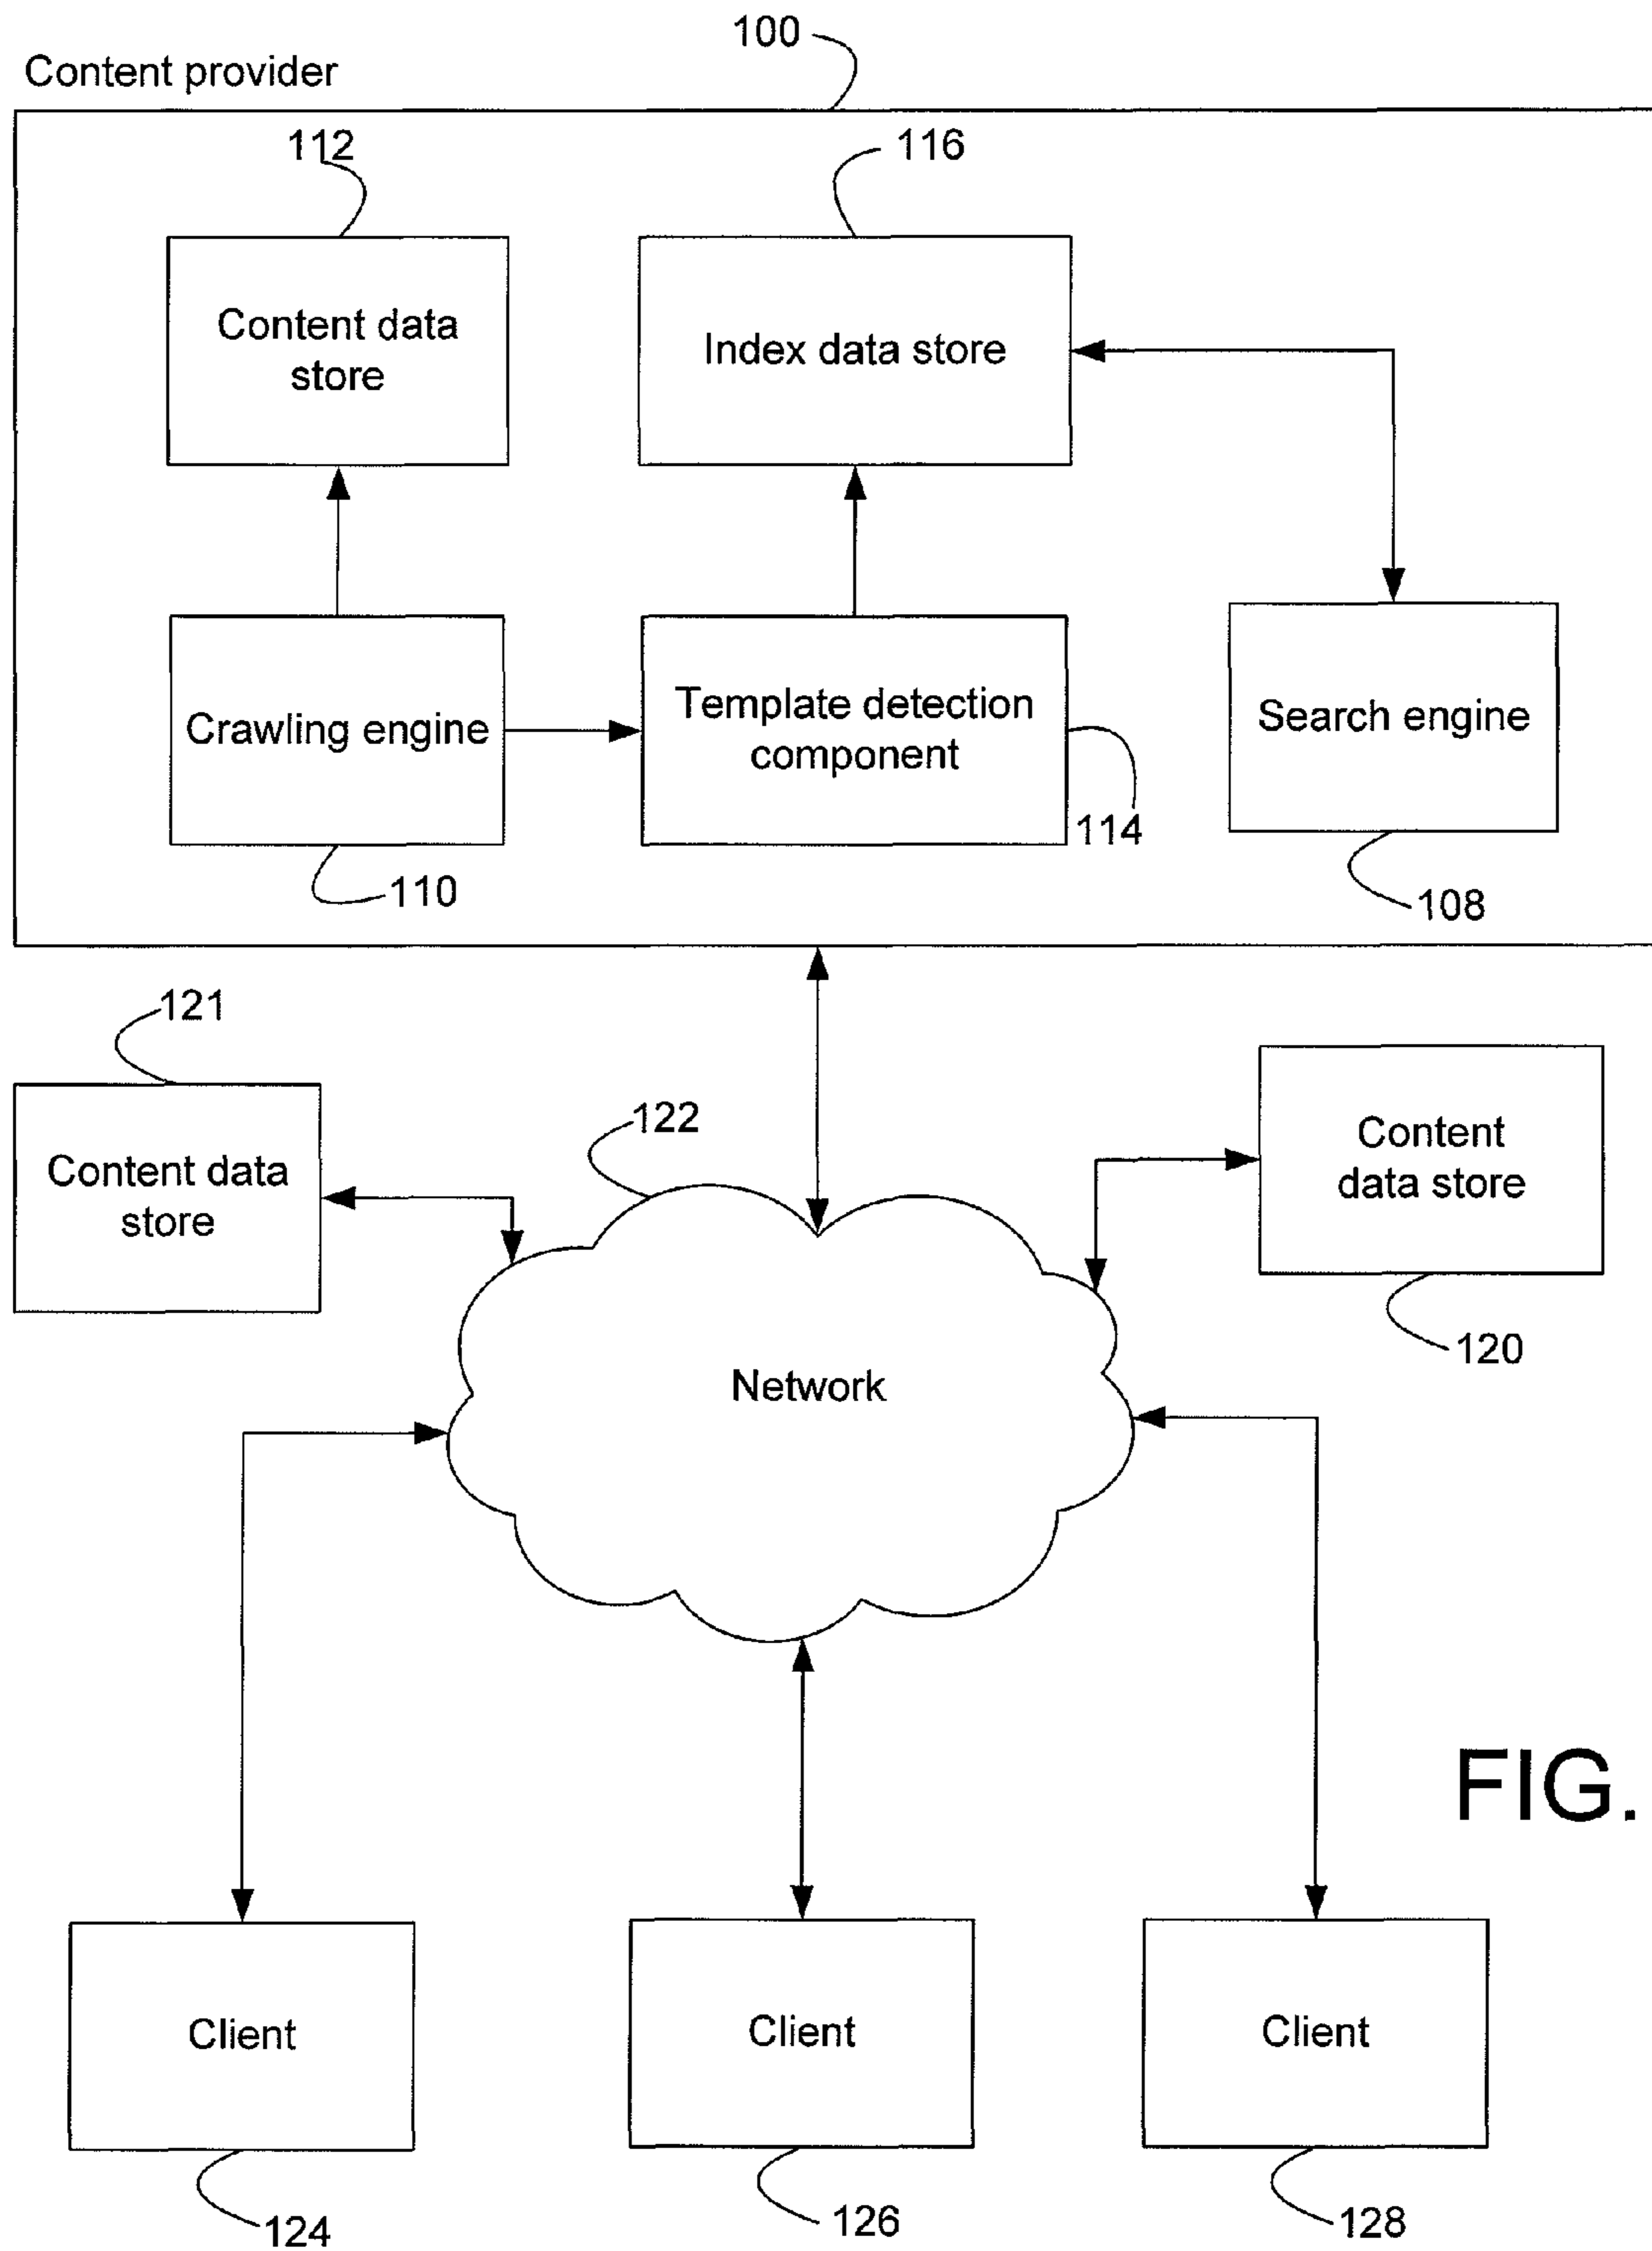 100
Content provider
112
116
Content data
store
Index data store
Crawling engine
Template detection
component
Search engine
114
110
108
121
122
Content data
store
Content
data store
120
Network
FIG.
Client
Client
Client
124
126
128